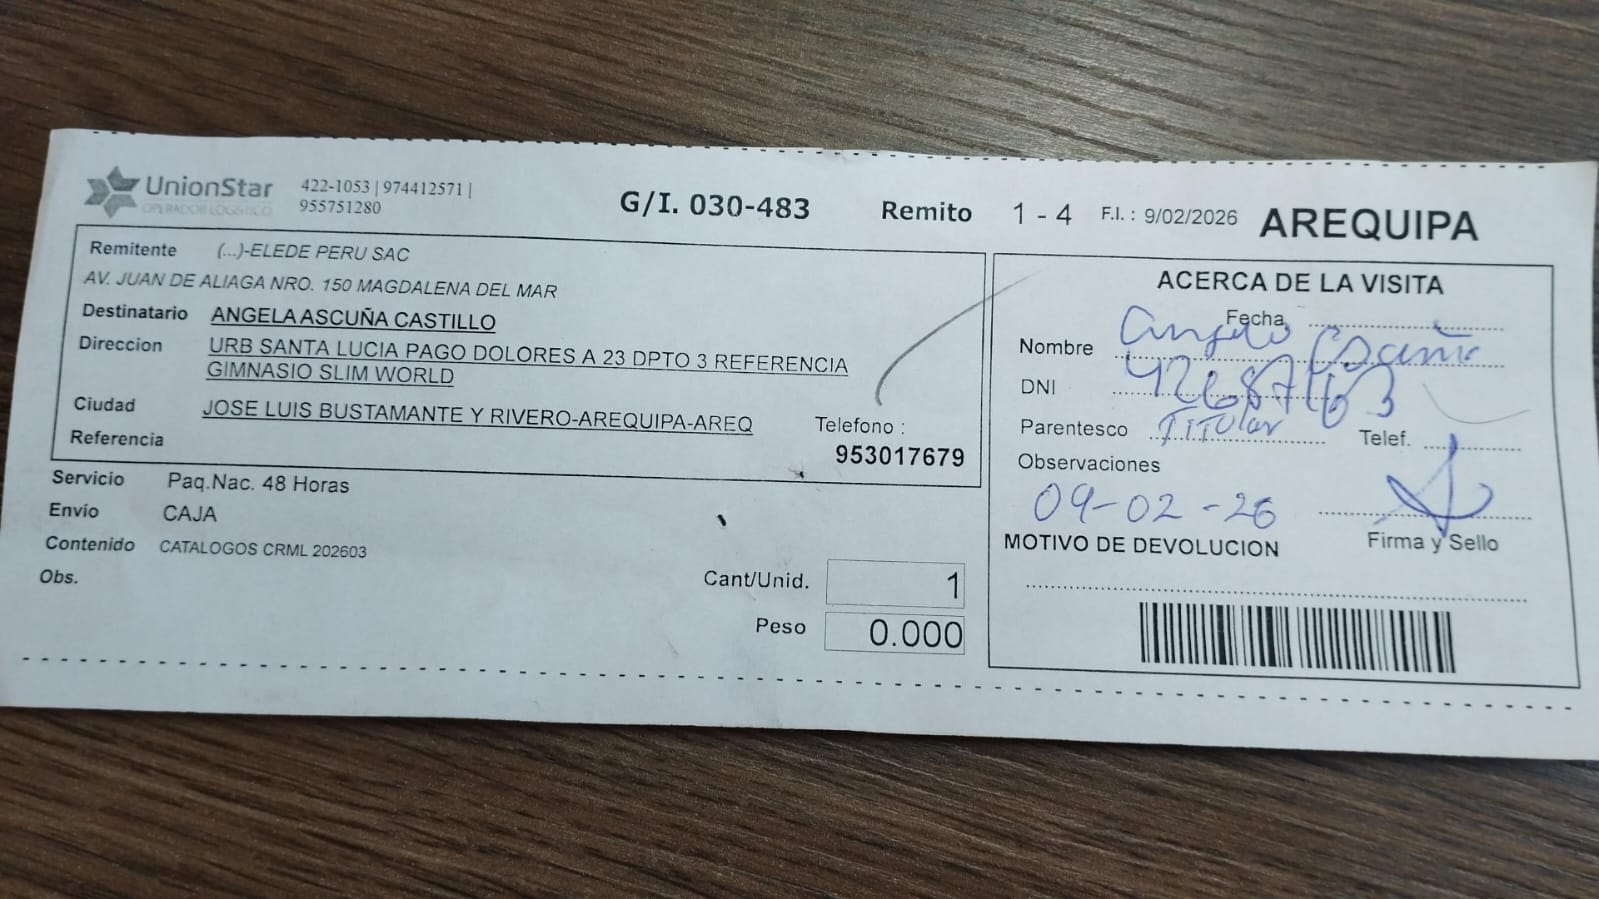 UnionStar
OPERADOR LOGISTICO
422-1053 | 974412571 |
955751280
G/I. 030-483 Remito 1 - 4 F.I. : 9/02/2026 AREQUIPA
Remitente (...)-ELEDE PERU SAC
AV. JUAN DE ALIAGA NRO. 150 MAGDALENA DEL MAR
Destinatario ANGELA ASCUÑA CASTILLO
Direccion URB SANTA LUCIA PAGO DOLORES A 23 DPTO 3 REFERENCIA
GIMNASIO SLIM WORLD
Ciudad JOSE LUIS BUSTAMANTE Y RIVERO-AREQUIPA-AREQ
Telefono :
953017679
Referencia
Servicio Paq.Nac. 48 Horas
Envío CAJA
Contenido CATALOGOS CRML 202603
Obs.
Cant/Unid. 1
Peso 0.000
ACERCA DE LA VISITA
Fecha
Nombre
DNI
Parentesco TITULAR Telef.
Observaciones
09-02-26
Firma y Sello
MOTIVO DE DEVOLUCION